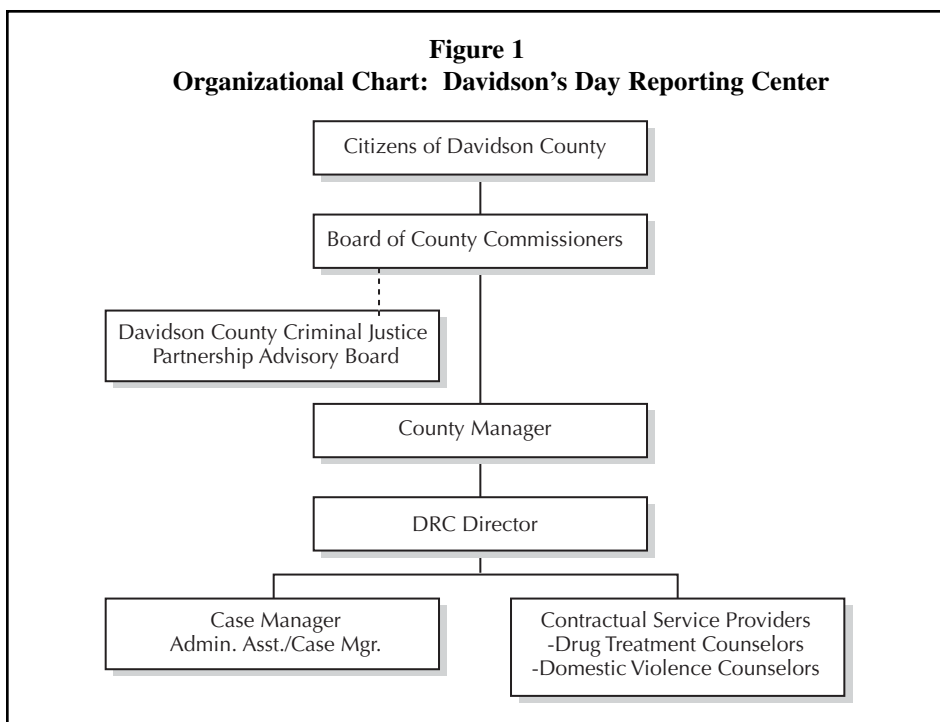 Figure 1
Organizational Chart: Davidson's Day Reporting Center
Citizens of Davidson County
Board of County Commissioners
Davidson County Criminal Justice
Partnership Advisory Board
County Manager
DRC Director
Case Manager
Admin. Asst./Case Mgr.
Contractual Service Providers
-Drug Treatment Counselors
-Domestic Violence Counselors